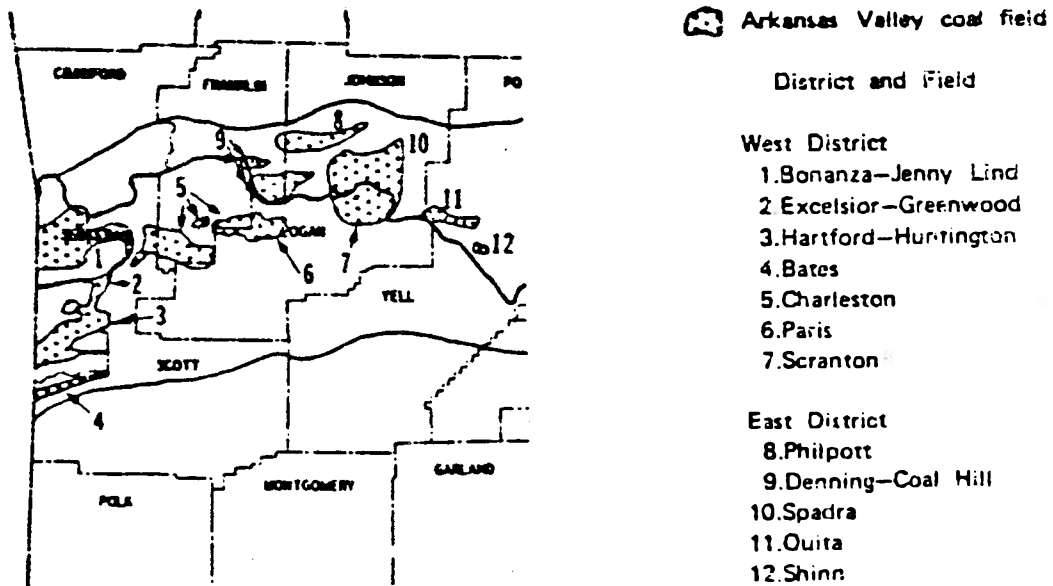 Arkansas Valley coal field
District and Field
West District
1.Bonanza-Jenny Lind
2.Excelsior-Greenwood
3.Hartford-Huntington
4.Bates
5.Charleston
6.Paris
7.Scranton
East District
8.Philpott
9.Denning-Coal Hill
10.Spadra
11.Ouita
12.Shinn
CRAWFORD
FRANKLIN
JOHNSON
PO
8
9
10
5
11
LOGAN
12
1
2
6
7
YELL
3
SCOTT
4
GARLAND
POLK
MONTGOMERY